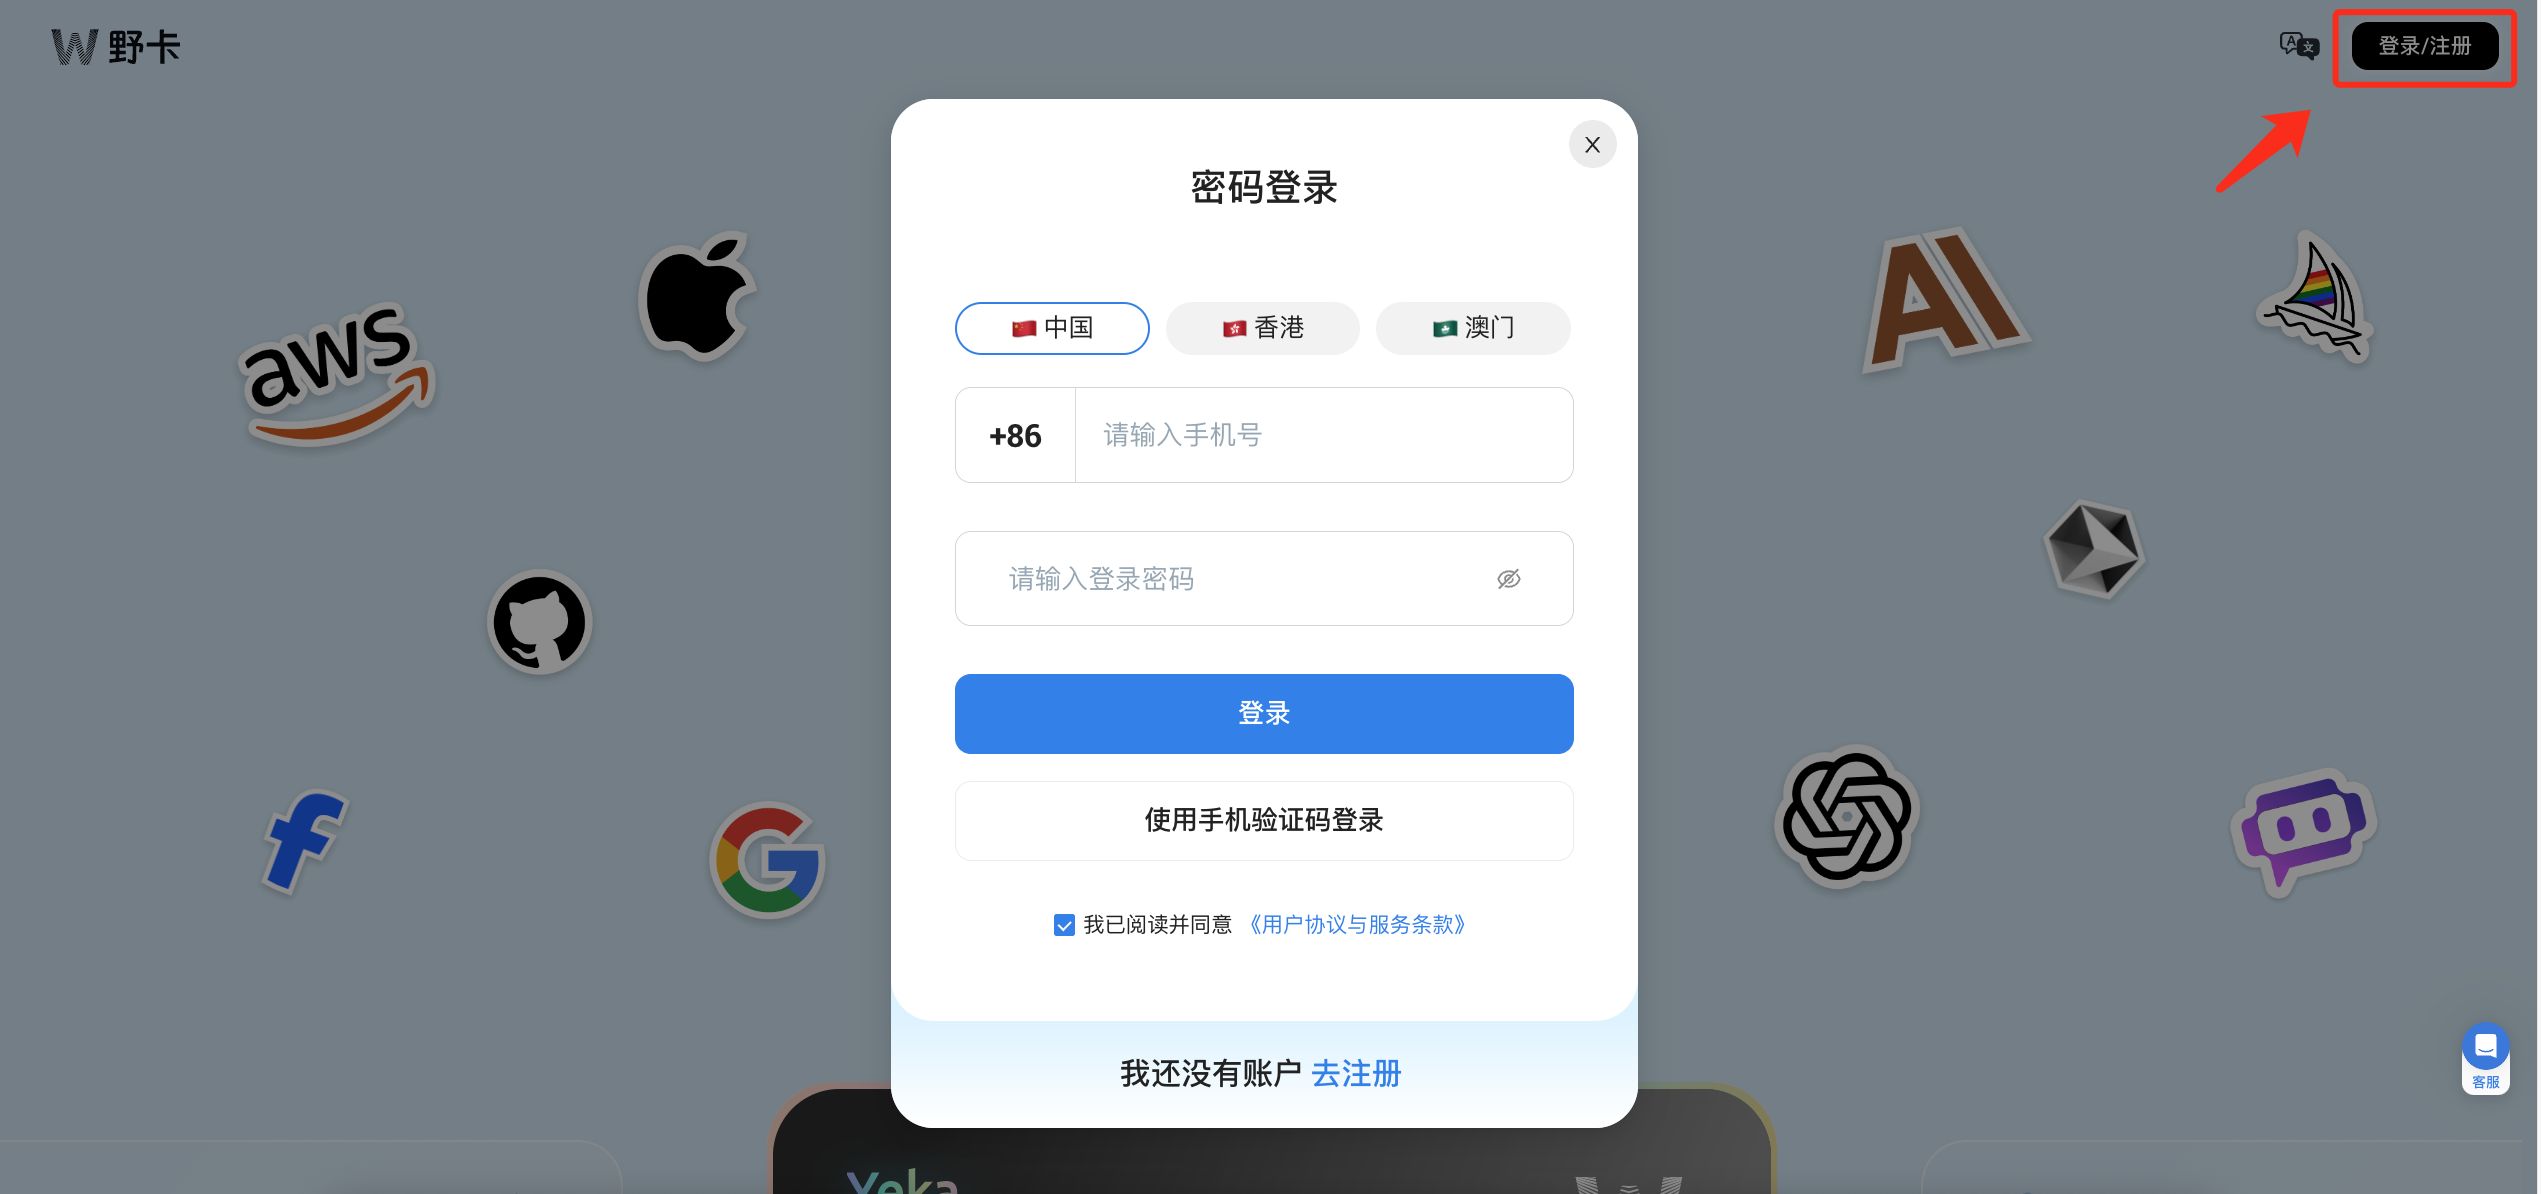 野卡
登录/注册
密码登录
中国
香港
澳门
+86
请输入手机号
请输入登录密码
登录
使用手机验证码登录
我已阅读并同意 《用户协议与服务条款》
我还没有账户 去注册
aws
客服
Yeka